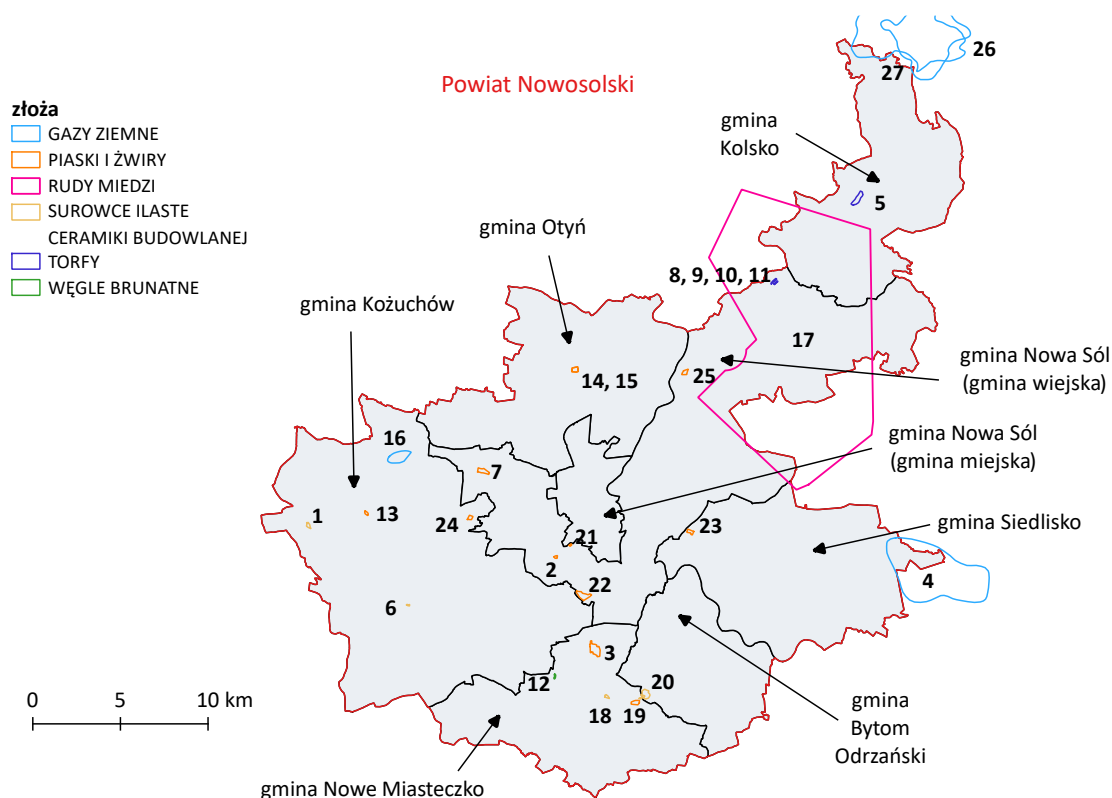 Powiat Nowosolski
złoża
GAZY ZIEMNE
PIASKI I ŻWIRY
RUDY MIEDZI
SUROWCE ILASTE
CERAMIKI BUDOWLANEJ
TORFY
WĘGLE BRUNATNE
26
27
gmina
Kolsko
5
gmina Otyń
8, 9, 10, 11
gmina Kożuchów
17
gmina Nowa Sól
(gmina wiejska)
14, 15
25
16
gmina Nowa Sól
(gmina miejska)
7
1
13
24
23
gmina Siedlisko
21
2
4
22
6
3
12
20
18
19
0
5
10 km
gmina
Bytom
Odrzański
gmina Nowe Miasteczko